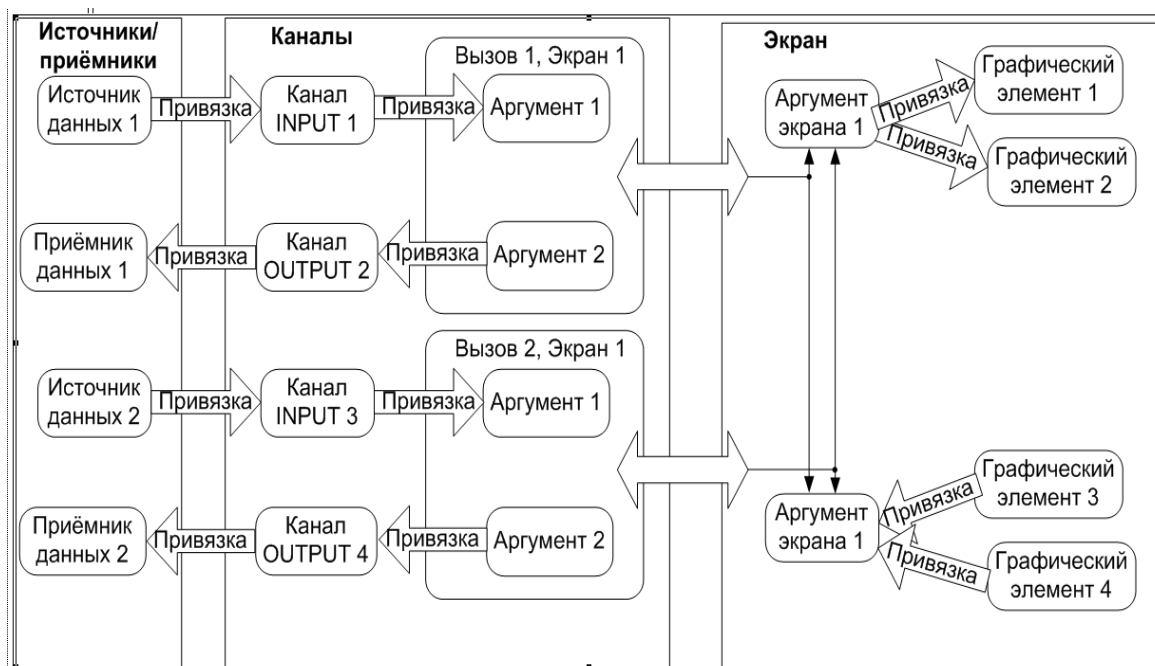 Источники/
приёмники
Каналы
Экран
Вызов 1, Экран 1
Источник
данных 1
Привязка
Канал
INPUT 1
Привязка
Аргумент 1
Аргумент
экрана 1
Привязка
Графический
элемент 1
Привязка
Графический
элемент 2
Приёмник
данных 1
Привязка
Канал
OUTPUT 2
Привязка
Аргумент 2
Вызов 2, Экран 1
Источник
данных 2
Привязка
Канал
INPUT 3
Привязка
Аргумент 1
Приёмник
данных 2
Привязка
Канал
OUTPUT 4
Привязка
Аргумент 2
Аргумент
экрана 1
Привязка
Графический
элемент 3
Привязка
Графический
элемент 4